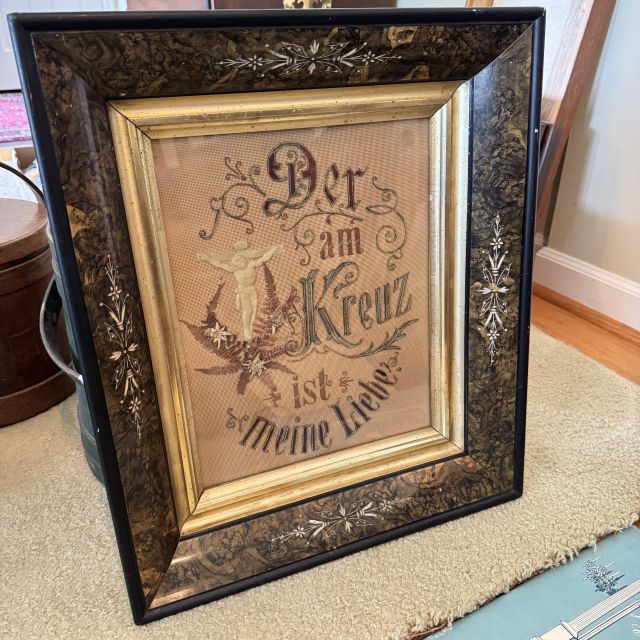 Der
am
Kreuz
ist
meine Liebe